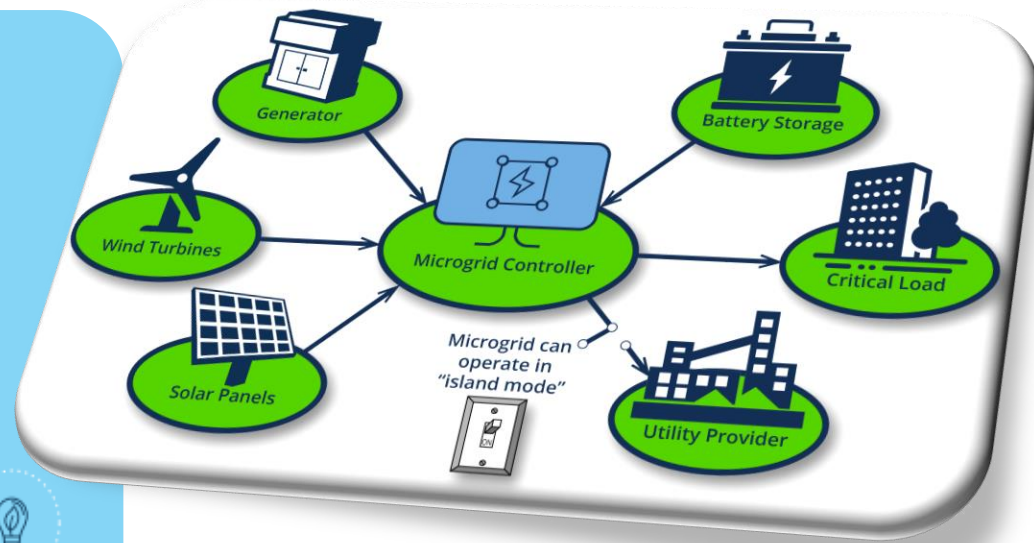 Generator
Battery Storage
Wind Turbines
Microgrid Controller
Critical Load
Solar Panels
Microgrid can
operate in
“island mode”
ON
Utility Provider